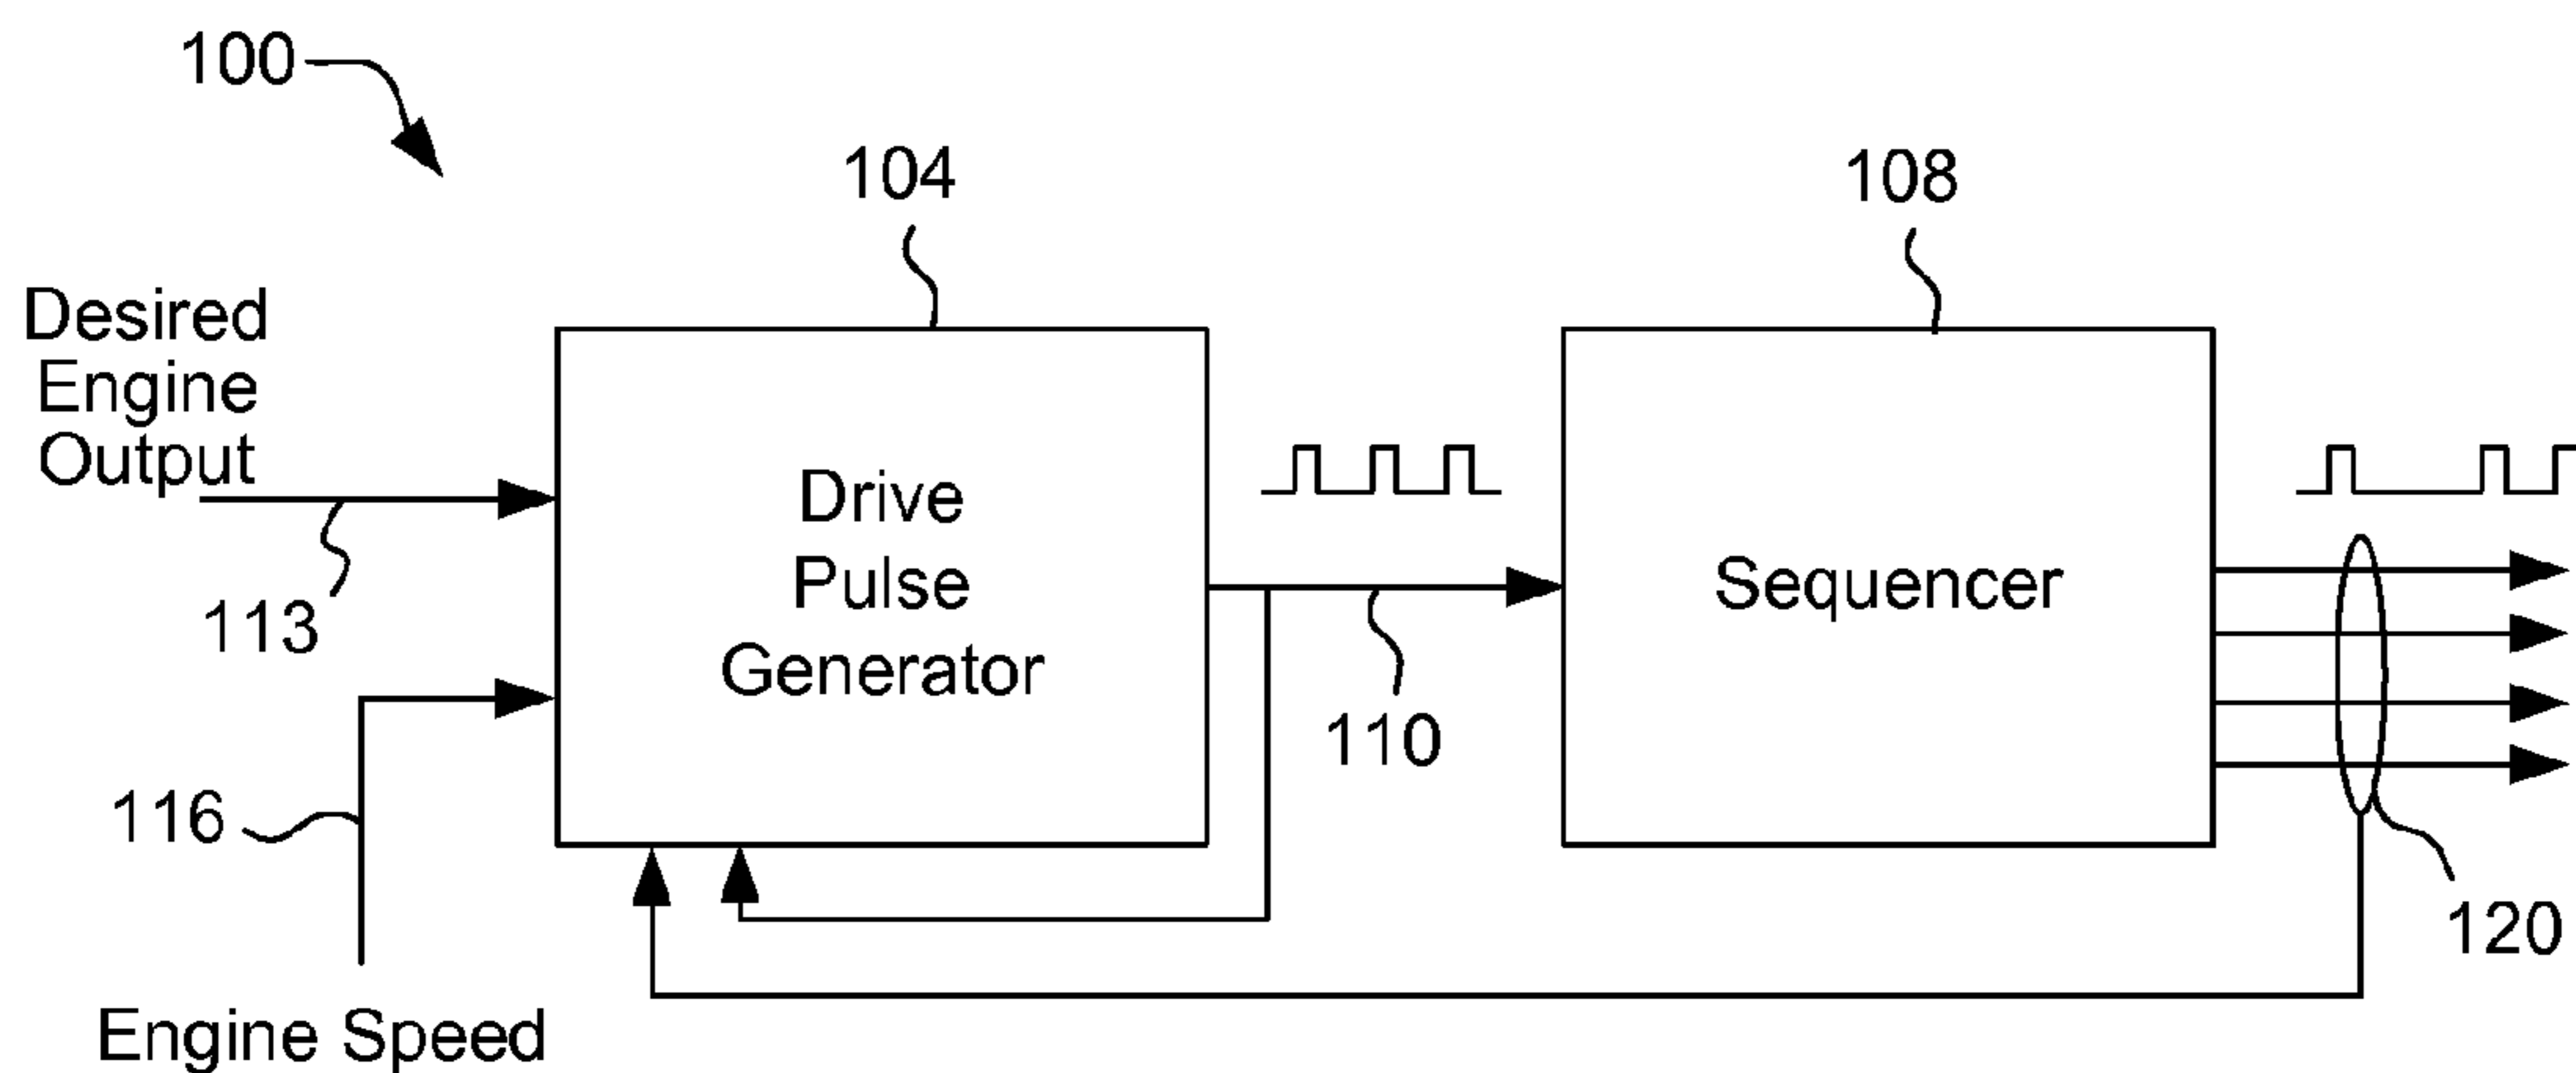 100
104
108
Desired
Engine
Output
Drive
Pulse
Generator
Sequencer
113
110
116
120
Engine Speed